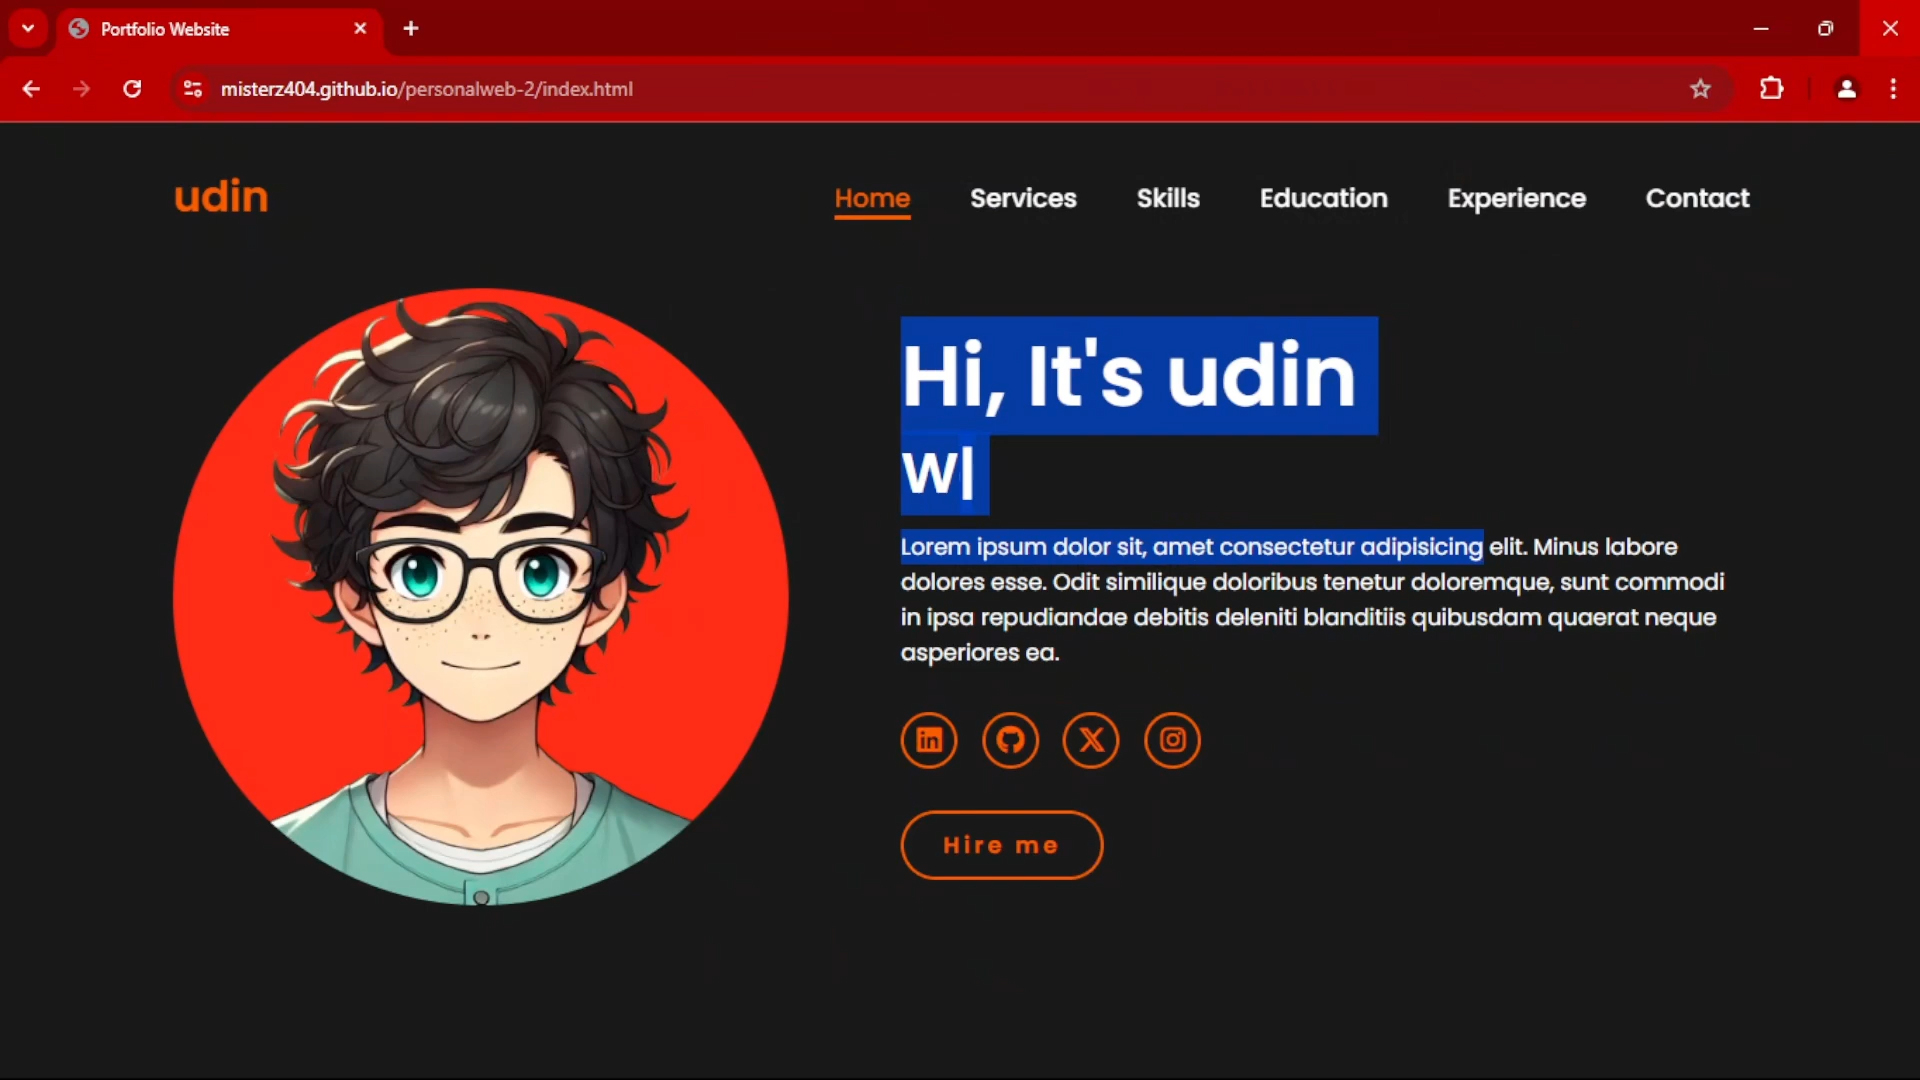 Portfolio Website
misterz404.github.io/personalweb-2/index.html
udin
Home Services Skills Education Experience Contact
Hi, It's udin
W|
Lorem ipsum dolor sit, amet consectetur adipisicing elit. Minus labore
dolores esse. Odit similique doloribus tenetur doloremque, sunt commodi
in ipsa repudiandae debitis deleniti blanditiis quibusdam quaerat neque
asperiores ea.
Hire me